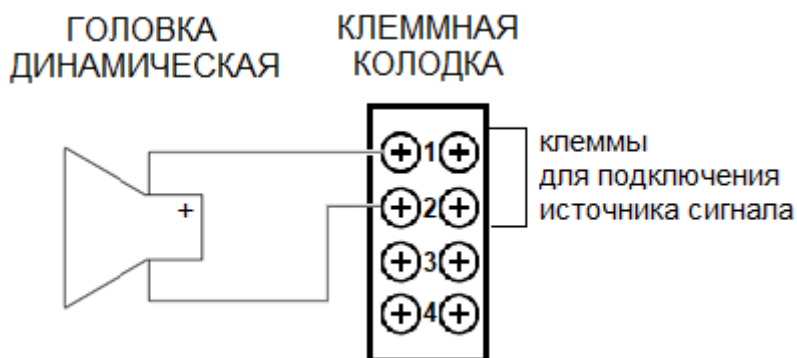 ГОЛОВКА
ДИНАМИЧЕСКАЯ
КЛЕММНАЯ
КОЛОДКА
+
1
2
3
4
клеммы
для подключения
источника сигнала